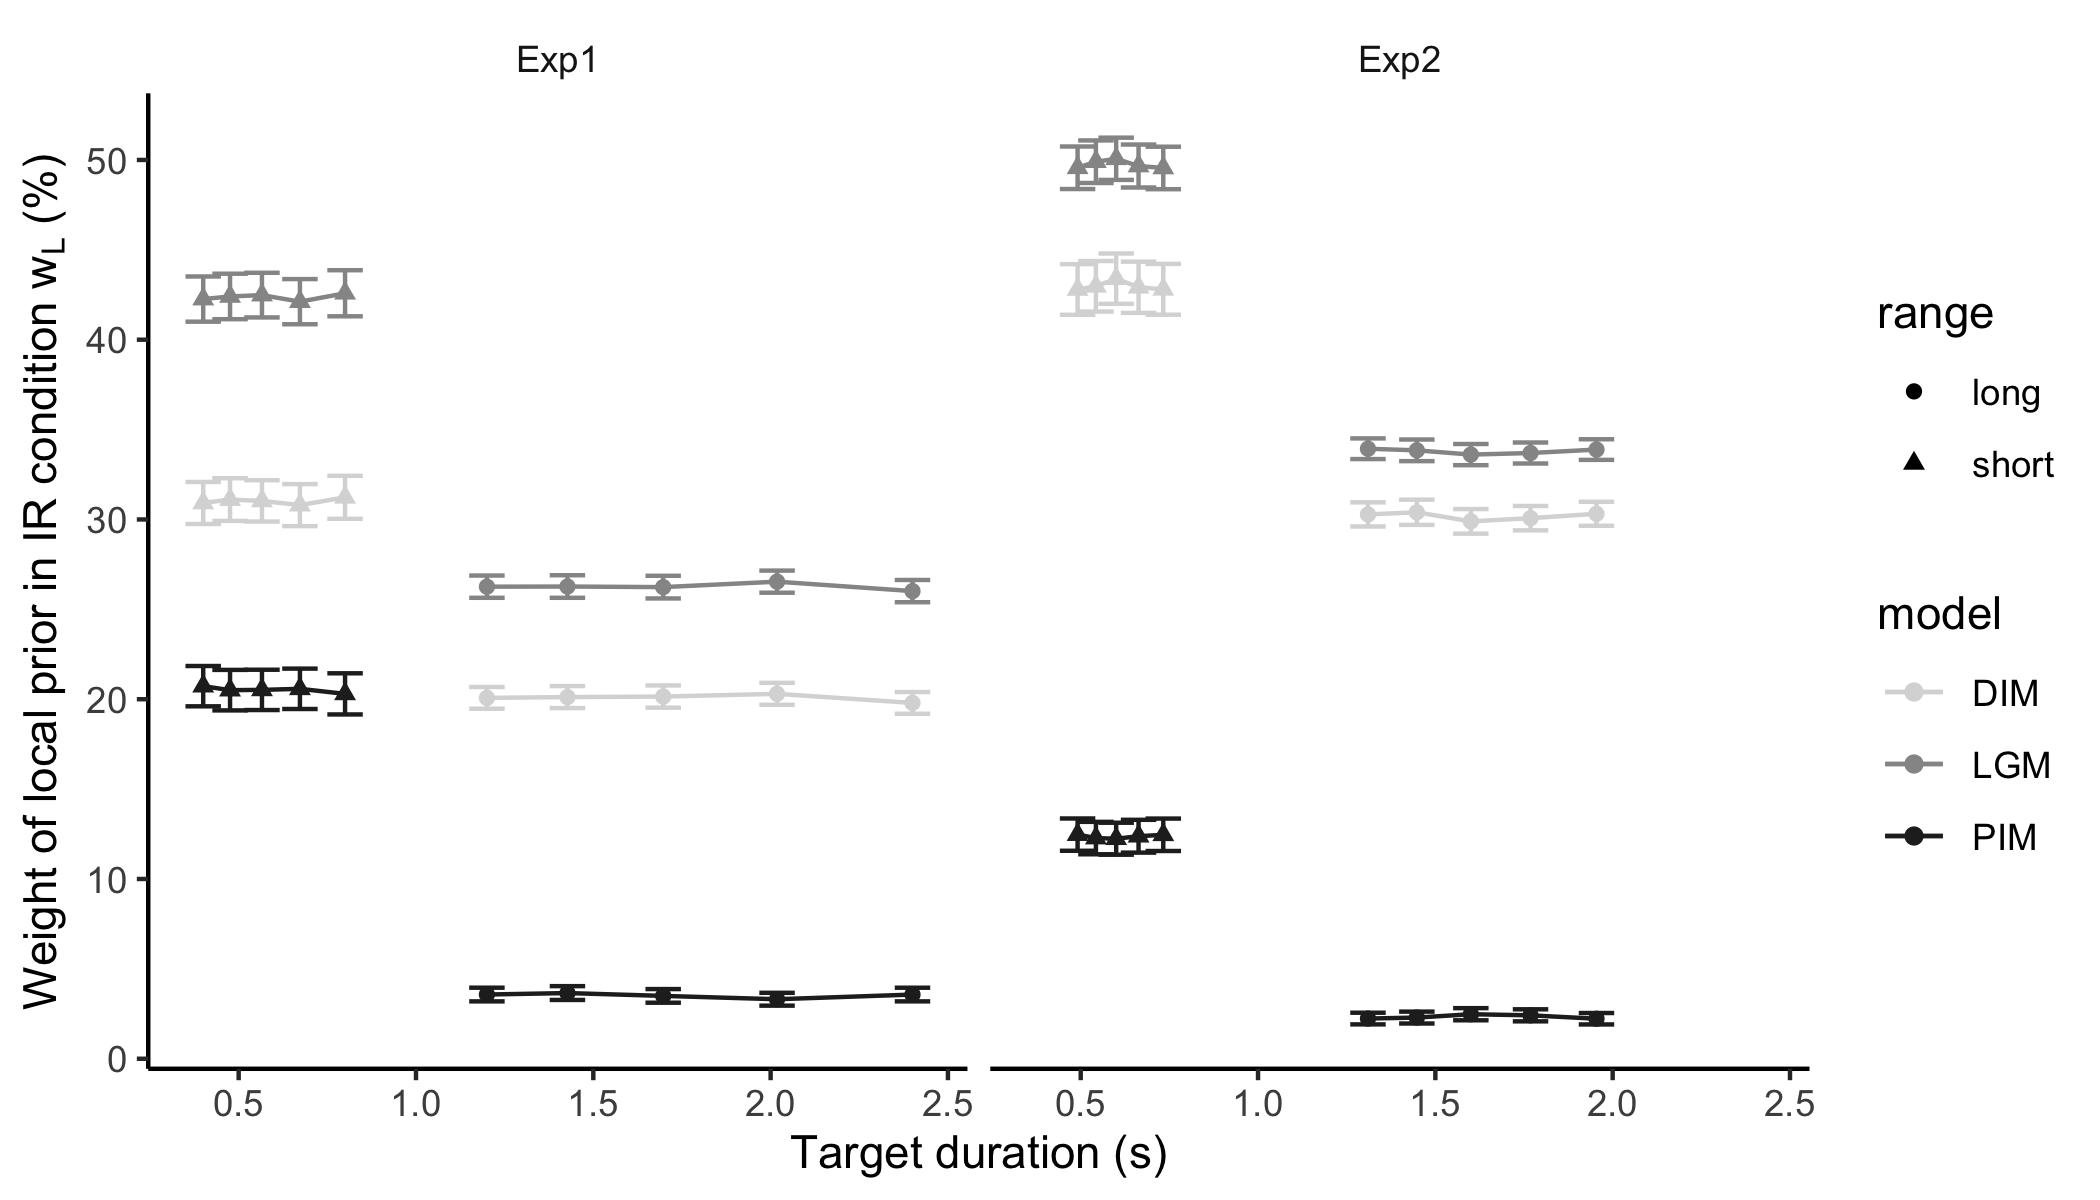 Exp1
Exp2
Weight of local prior in IR condition wL (%)
50
40
30
20
10
0
0.5 1.0 1.5 2.0 2.5
0.5 1.0 1.5 2.0 2.5
Target duration (s)
range
long
short
model
DIM
LGM
PIM